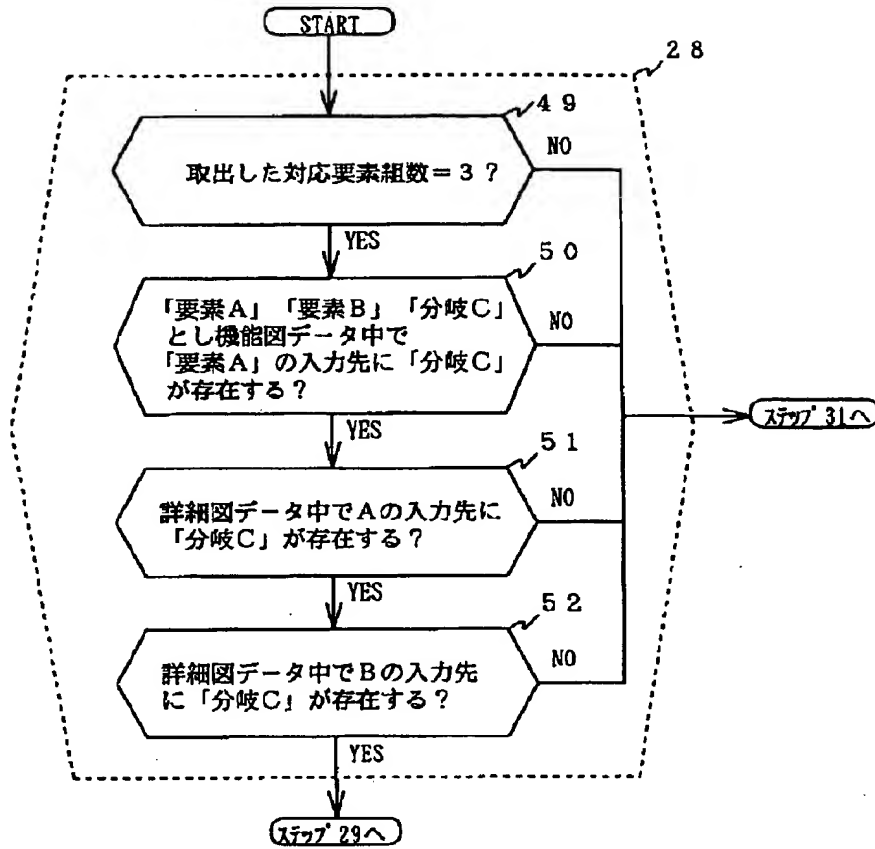 START
28
49
取出した対応要素組数=3?
NO
YES
50
「要素A」「要素B」「分岐C」
とし機能図データ中で
「要素A」の入力先に「分岐C」
が存在する?
NO
YES
ステップ31へ
51
詳細図データ中でAの入力先に
「分岐C」が存在する?
NO
YES
52
詳細図データ中でBの入力先
に「分岐C」が存在する?
NO
YES
ステップ29へ